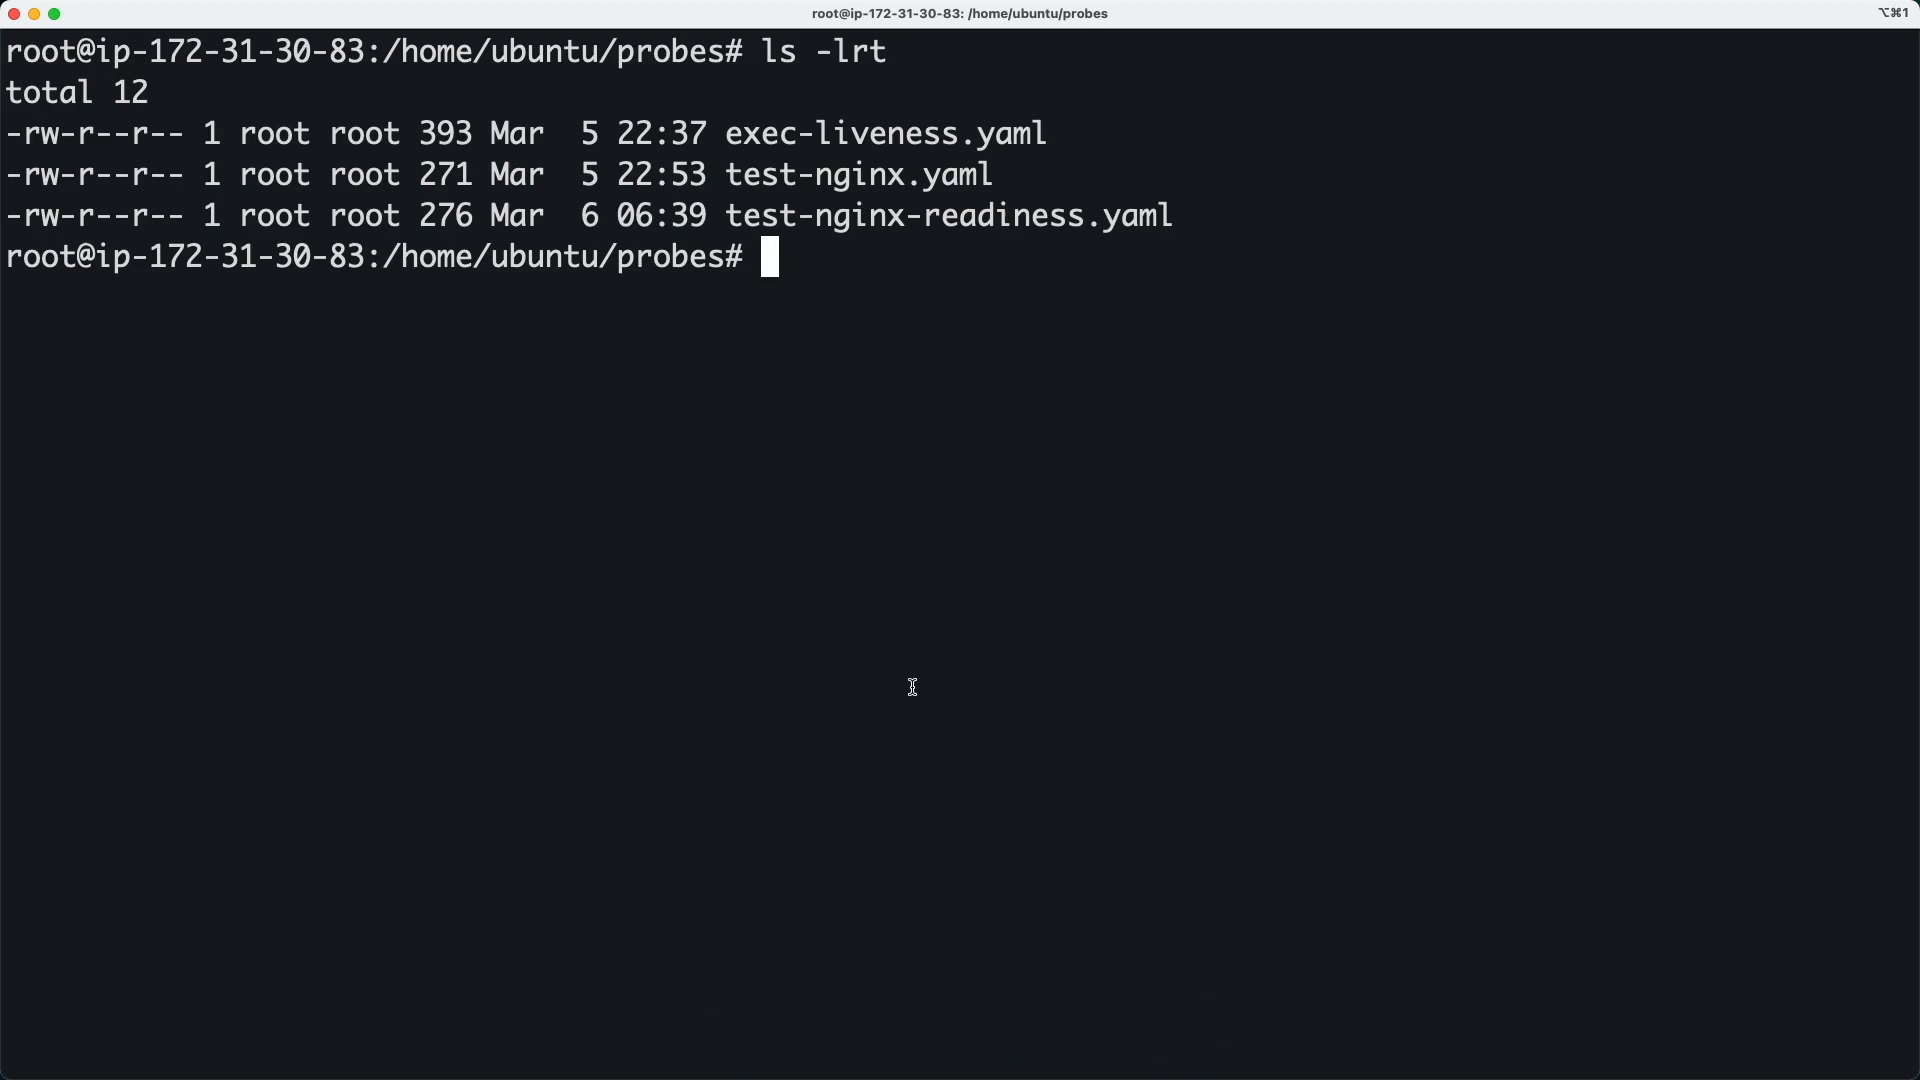 root@ip-172-31-30-83: /home/ubuntu/probes
⌥⌘1
root@ip-172-31-30-83:/home/ubuntu/probes# ls -lrt
total 12
-rw-r--r-- 1 root root 393 Mar  5 22:37 exec-liveness.yaml
-rw-r--r-- 1 root root 271 Mar  5 22:53 test-nginx.yaml
-rw-r--r-- 1 root root 276 Mar  6 06:39 test-nginx-readiness.yaml
root@ip-172-31-30-83:/home/ubuntu/probes#